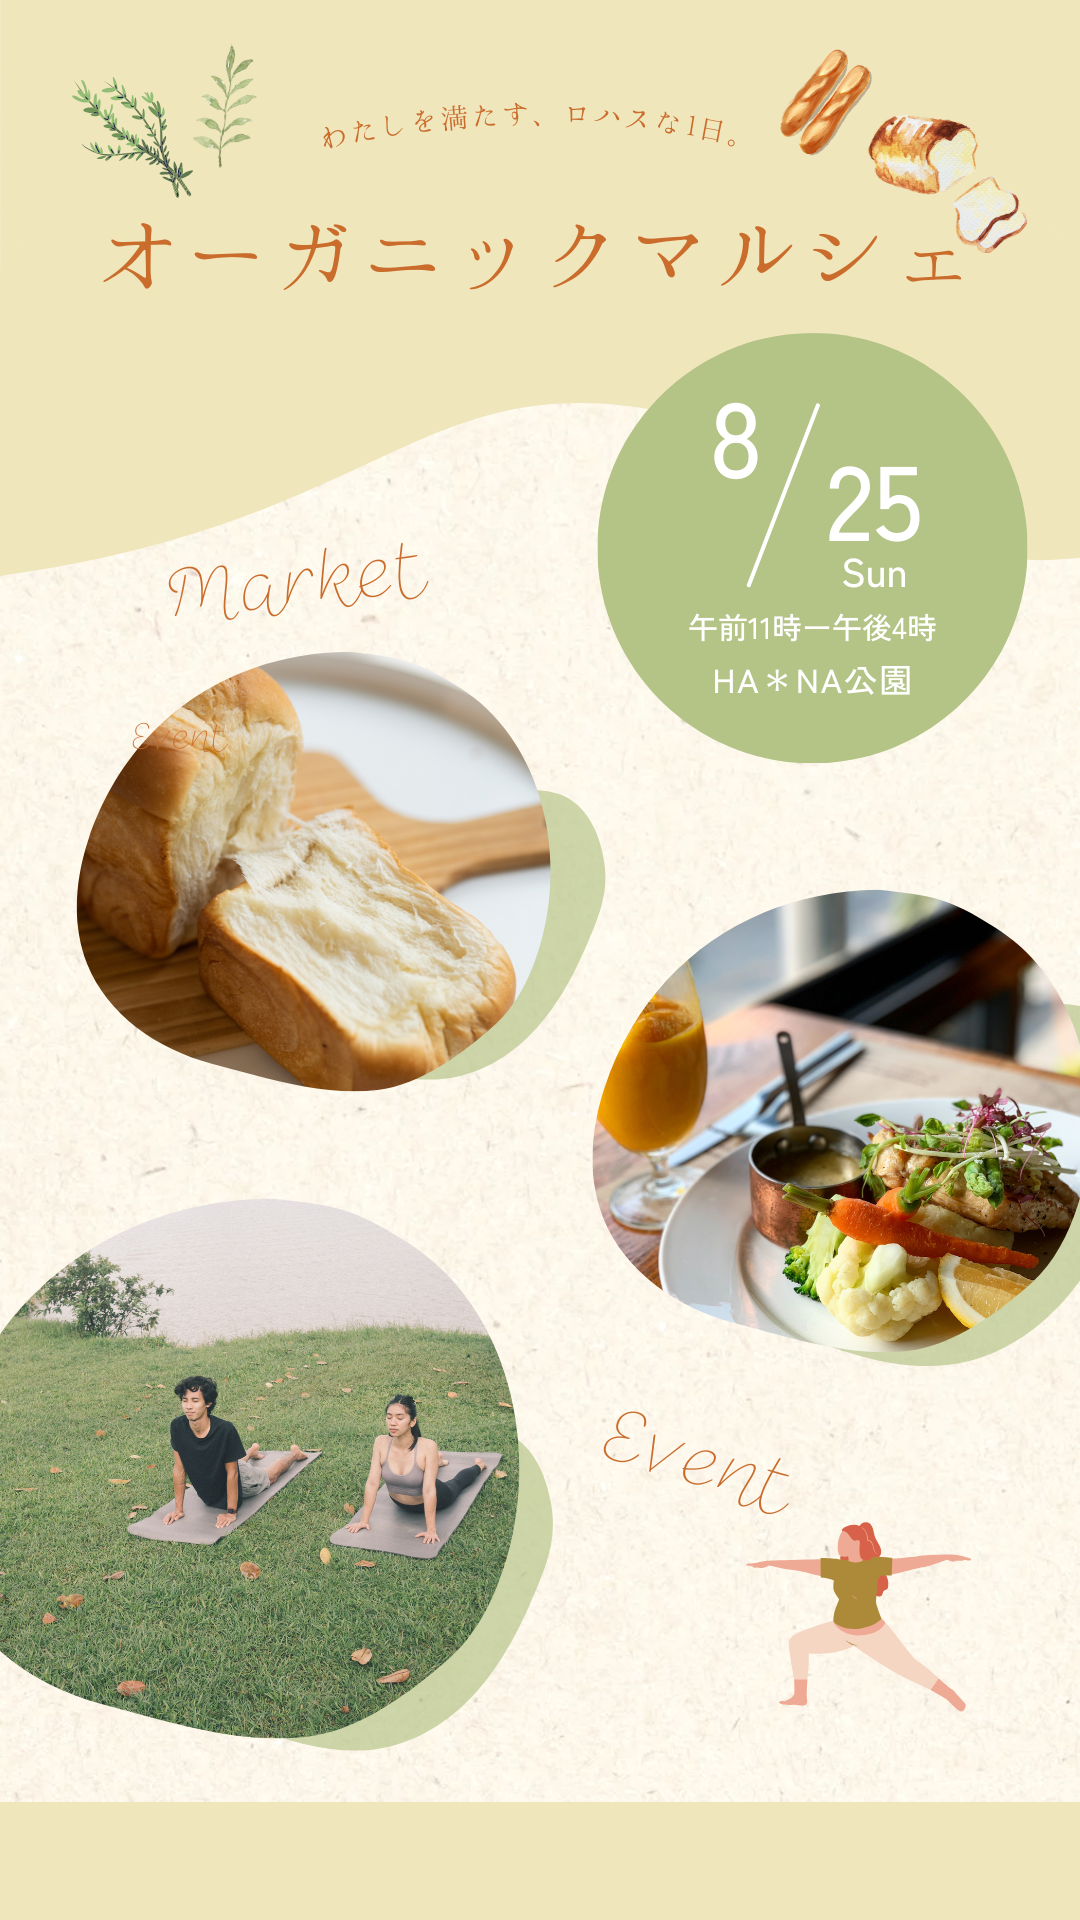 わたしを満たす、ロハスな1日。
オーガニックマルシェ
8/25
Sun
午前11時ー午後4時
HA＊NA公園
Market
Event
Event